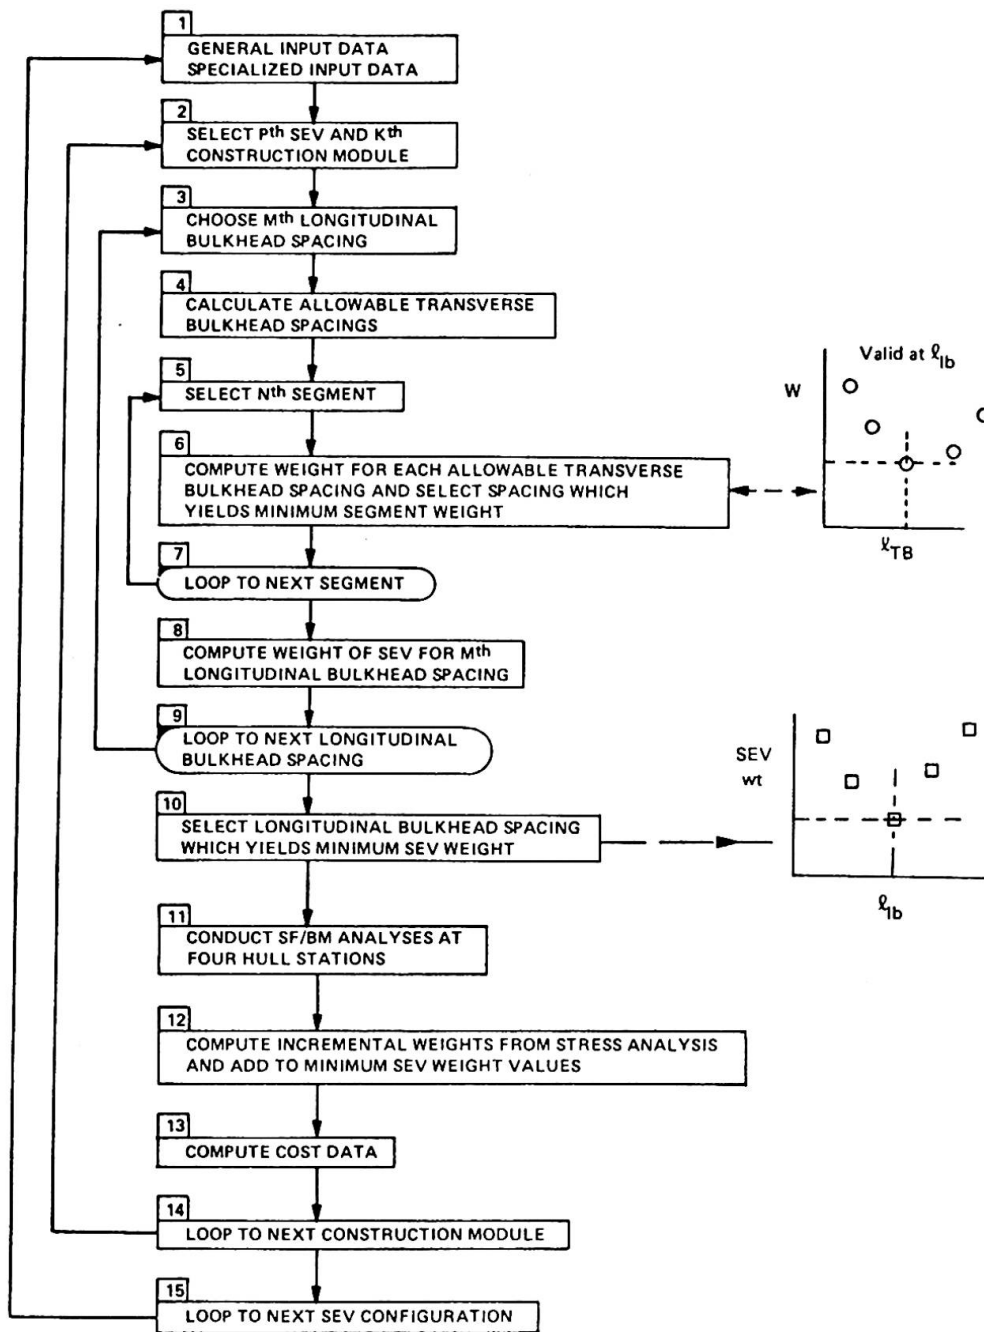 1
GENERAL INPUT DATA
SPECIALIZED INPUT DATA
2
SELECT Pth SEV AND Kth
CONSTRUCTION MODULE
3
CHOOSE Mth LONGITUDINAL
BULKHEAD SPACING
4
CALCULATE ALLOWABLE TRANSVERSE
BULKHEAD SPACINGS
5
SELECT Nth SEGMENT
6
COMPUTE WEIGHT FOR EACH ALLOWABLE TRANSVERSE
BULKHEAD SPACING AND SELECT SPACING WHICH
YIELDS MINIMUM SEGMENT WEIGHT
Valid at ℓlb
W
ℓTB
7
LOOP TO NEXT SEGMENT
8
COMPUTE WEIGHT OF SEV FOR Mth
LONGITUDINAL BULKHEAD SPACING
9
LOOP TO NEXT LONGITUDINAL
BULKHEAD SPACING
10
SELECT LONGITUDINAL BULKHEAD SPACING
WHICH YIELDS MINIMUM SEV WEIGHT
SEV
wt
ℓlb
11
CONDUCT SF/BM ANALYSES AT
FOUR HULL STATIONS
12
COMPUTE INCREMENTAL WEIGHTS FROM STRESS ANALYSIS
AND ADD TO MINIMUM SEV WEIGHT VALUES
13
COMPUTE COST DATA
14
LOOP TO NEXT CONSTRUCTION MODULE
15
LOOP TO NEXT SEV CONFIGURATION